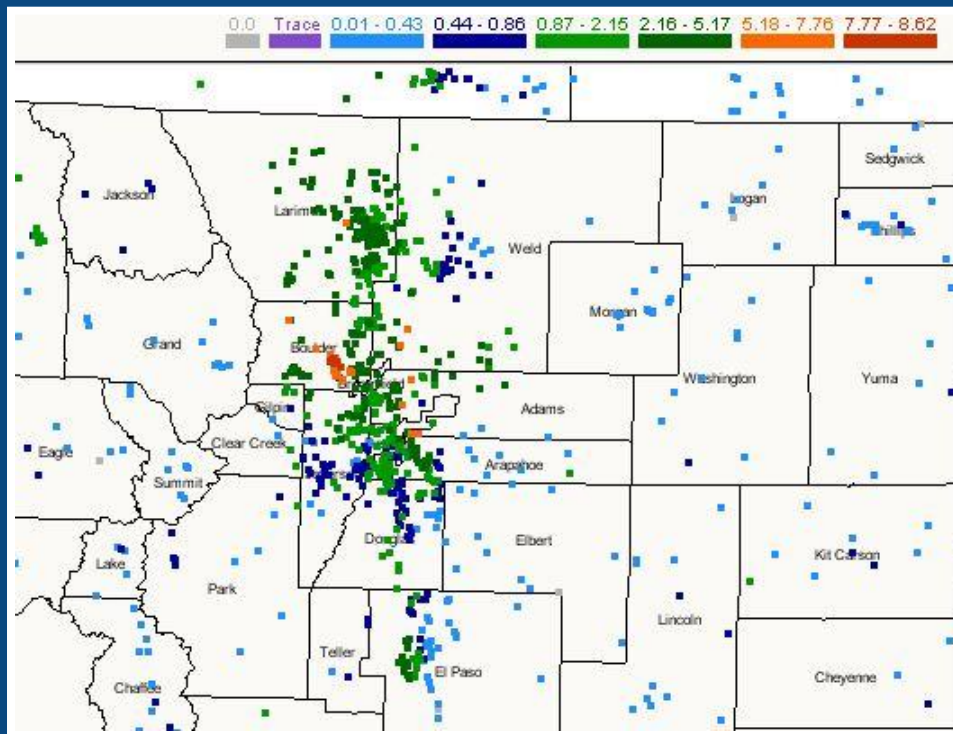 0.0 Trace 0.01 - 0.43 0.44 - 0.86 0.87 - 2.15 2.16 - 5.17 5.18 - 7.76 7.77 - 8.62
Sedgwick
Jackson
Logan
Larimer
Phillips
Weld
Morgan
Grand
Boulder
Washington
Yuma
Broomfield
Gilpin
Adams
Clear Creek
Eagle
Arapahoe
Summit
Douglas
Elbert
Kit Carson
Lake
Park
Lincoln
Teller
El Paso
Cheyenne
Chaffee